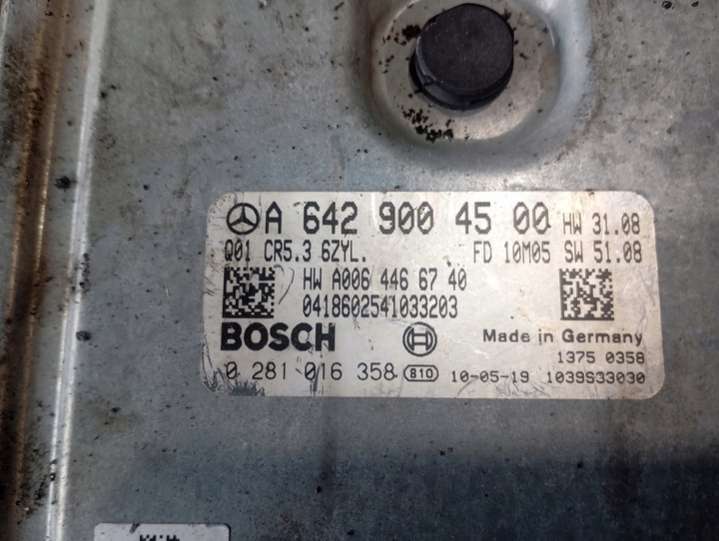 A 642 900 45 00 HW 31.08
Q01 CR5.3 6ZYL. FD 10M05 SW 51.08
HW A006 446 67 40
0418602541033203
BOSCH Made in Germany
1375 0358
0 281 016 358 810 10-05-19 1039S33030